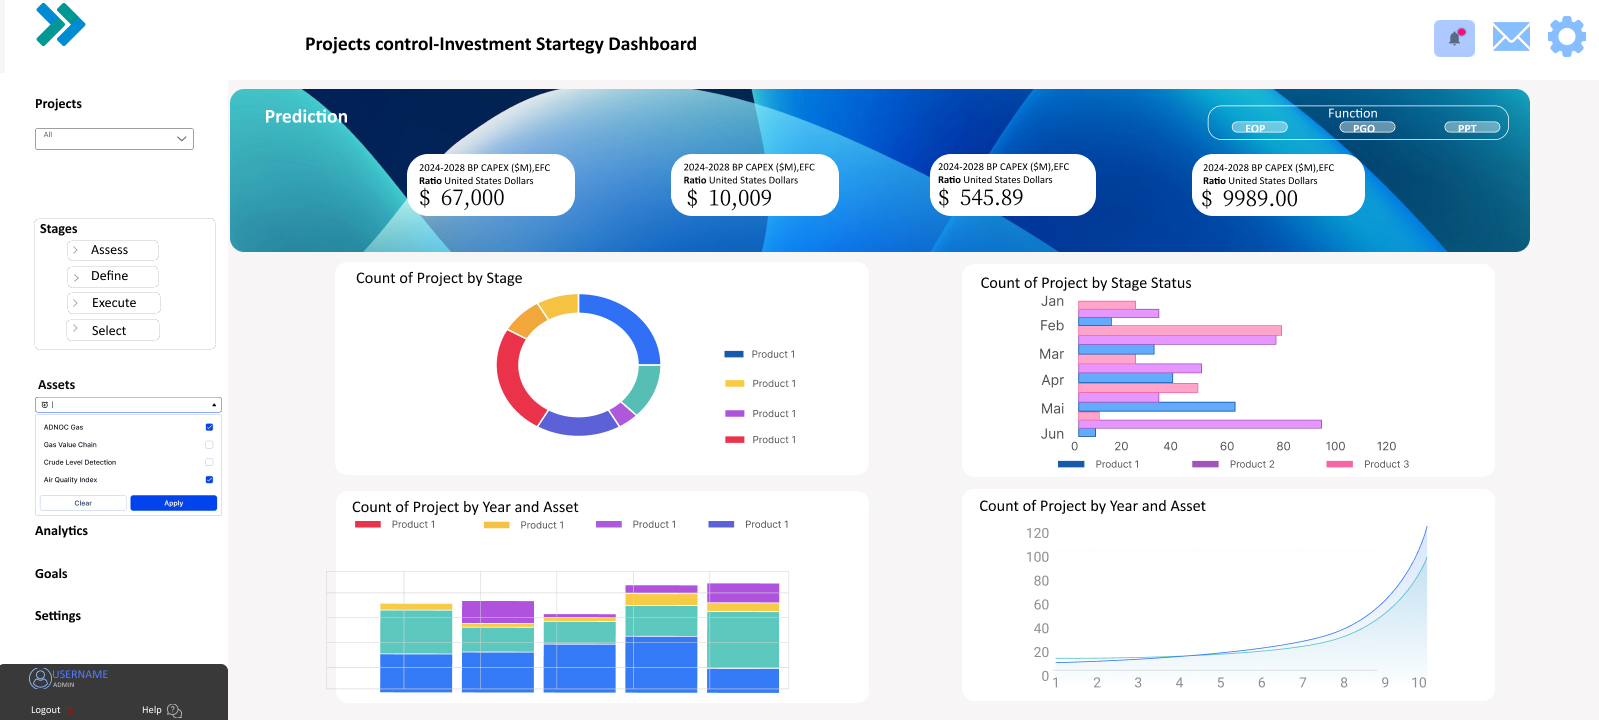 Projects control-Investment Startegy Dashboard
Projects
All
Stages
Assess
Define
Execute
Select
Assets
ADNOC Gas
Gas Value Chain
Crude Level Detection
Air Quality Index
Clear
Apply
Analytics
Goals
Settings
USERNAME
ADMIN
Logout
Help
Prediction
Function
EOP
PGO
PPT
2024-2028 BP CAPEX ($M),EFC
Ratio United States Dollars
$ 67,000
2024-2028 BP CAPEX ($M),EFC
Ratio United States Dollars
$ 10,009
2024-2028 BP CAPEX ($M),EFC
Ratio United States Dollars
$ 545.89
2024-2028 BP CAPEX ($M),EFC
Ratio United States Dollars
$ 9989.00
Count of Project by Stage
Product 1
Product 1
Product 1
Product 1
Count of Project by Stage Status
Jan
Feb
Mar
Apr
Mai
Jun
0 20 40 60 80 100 120
Product 1 Product 2 Product 3
Count of Project by Year and Asset
Product 1 Product 1 Product 1 Product 1
Count of Project by Year and Asset
120
100
80
60
40
20
0
1 2 3 4 5 6 7 8 9 10